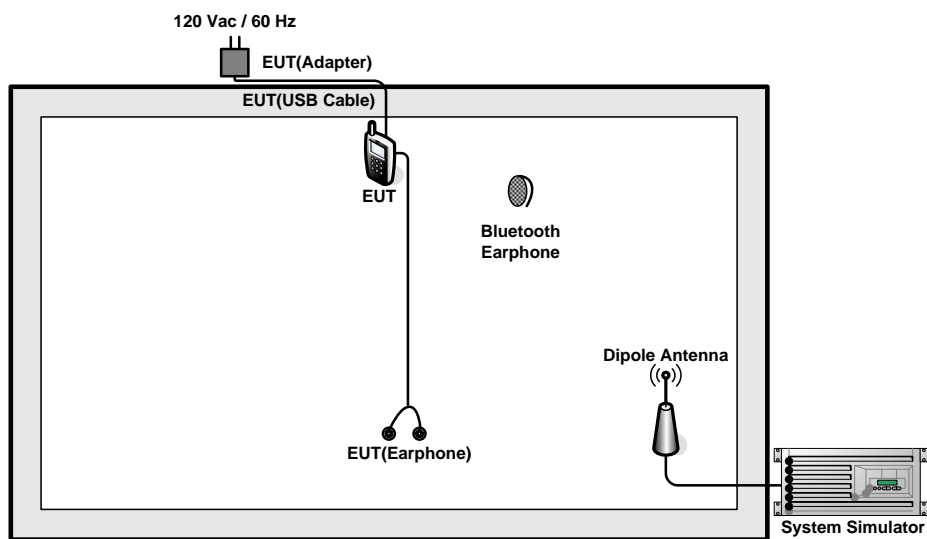 120 Vac / 60 Hz
EUT(Adapter)
EUT(USB Cable)
EUT
Bluetooth
Earphone
Dipole Antenna
EUT(Earphone)
System Simulator